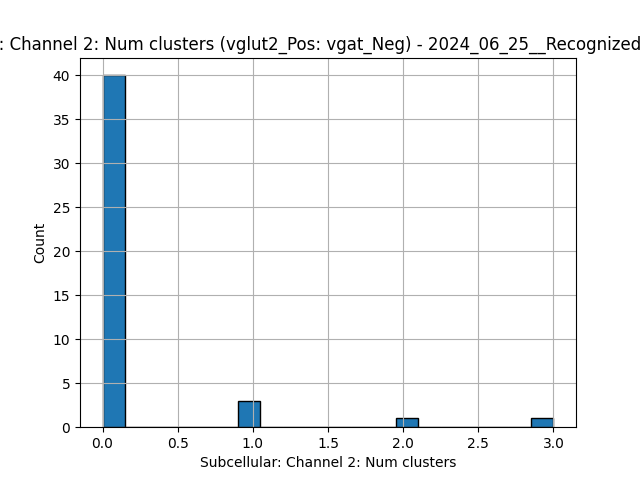 : Channel 2: Num clusters (vglut2_Pos: vgat_Neg) - 2024_06_25__Recognized
40
35
30
25
20
15
10
5
0
Count
0.0 0.5 1.0 1.5 2.0 2.5 3.0
Subcellular: Channel 2: Num clusters